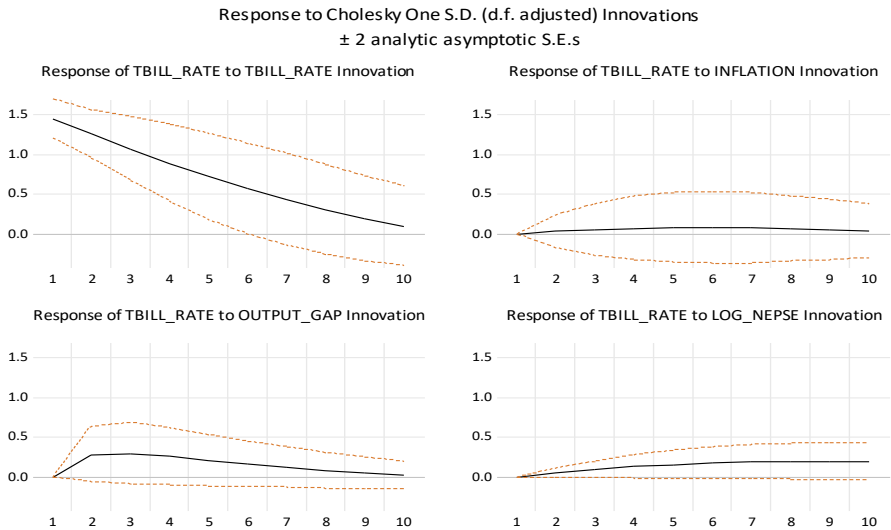 Response to Cholesky One S.D. (d.f. adjusted) Innovations
± 2 analytic asymptotic S.E.s
Response of TBILL_RATE to TBILL_RATE Innovation
1.5
1.0
0.5
0.0
1 2 3 4 5 6 7 8 9 10
Response of TBILL_RATE to INFLATION Innovation
1.5
1.0
0.5
0.0
1 2 3 4 5 6 7 8 9 10
Response of TBILL_RATE to OUTPUT_GAP Innovation
1.5
1.0
0.5
0.0
1 2 3 4 5 6 7 8 9 10
Response of TBILL_RATE to LOG_NEPSE Innovation
1.5
1.0
0.5
0.0
1 2 3 4 5 6 7 8 9 10